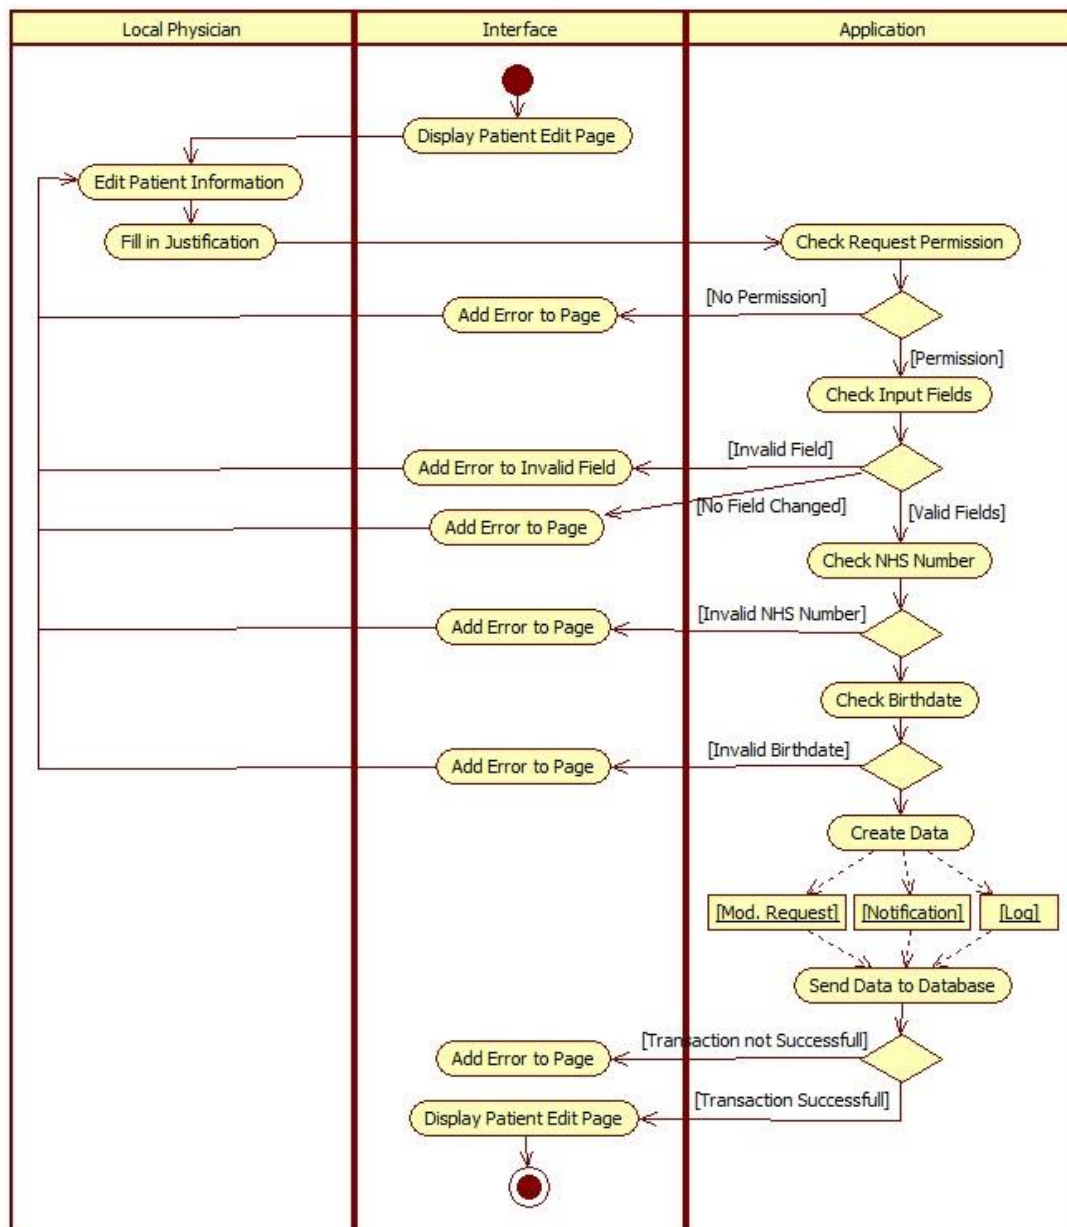 Local Physician
Interface
Application
Display Patient Edit Page
Edit Patient Information
Fill in Justification
Check Request Permission
[No Permission]
Add Error to Page
[Permission]
Check Input Fields
[Invalid Field]
Add Error to Invalid Field
[No Field Changed]
Add Error to Page
[Valid Fields]
Check NHS Number
[Invalid NHS Number]
Add Error to Page
Check Birthdate
[Invalid Birthdate]
Add Error to Page
Create Data
[Mod. Request]
[Notification]
[Log]
Send Data to Database
[Transaction not Successfull]
Add Error to Page
[Transaction Successfull]
Display Patient Edit Page